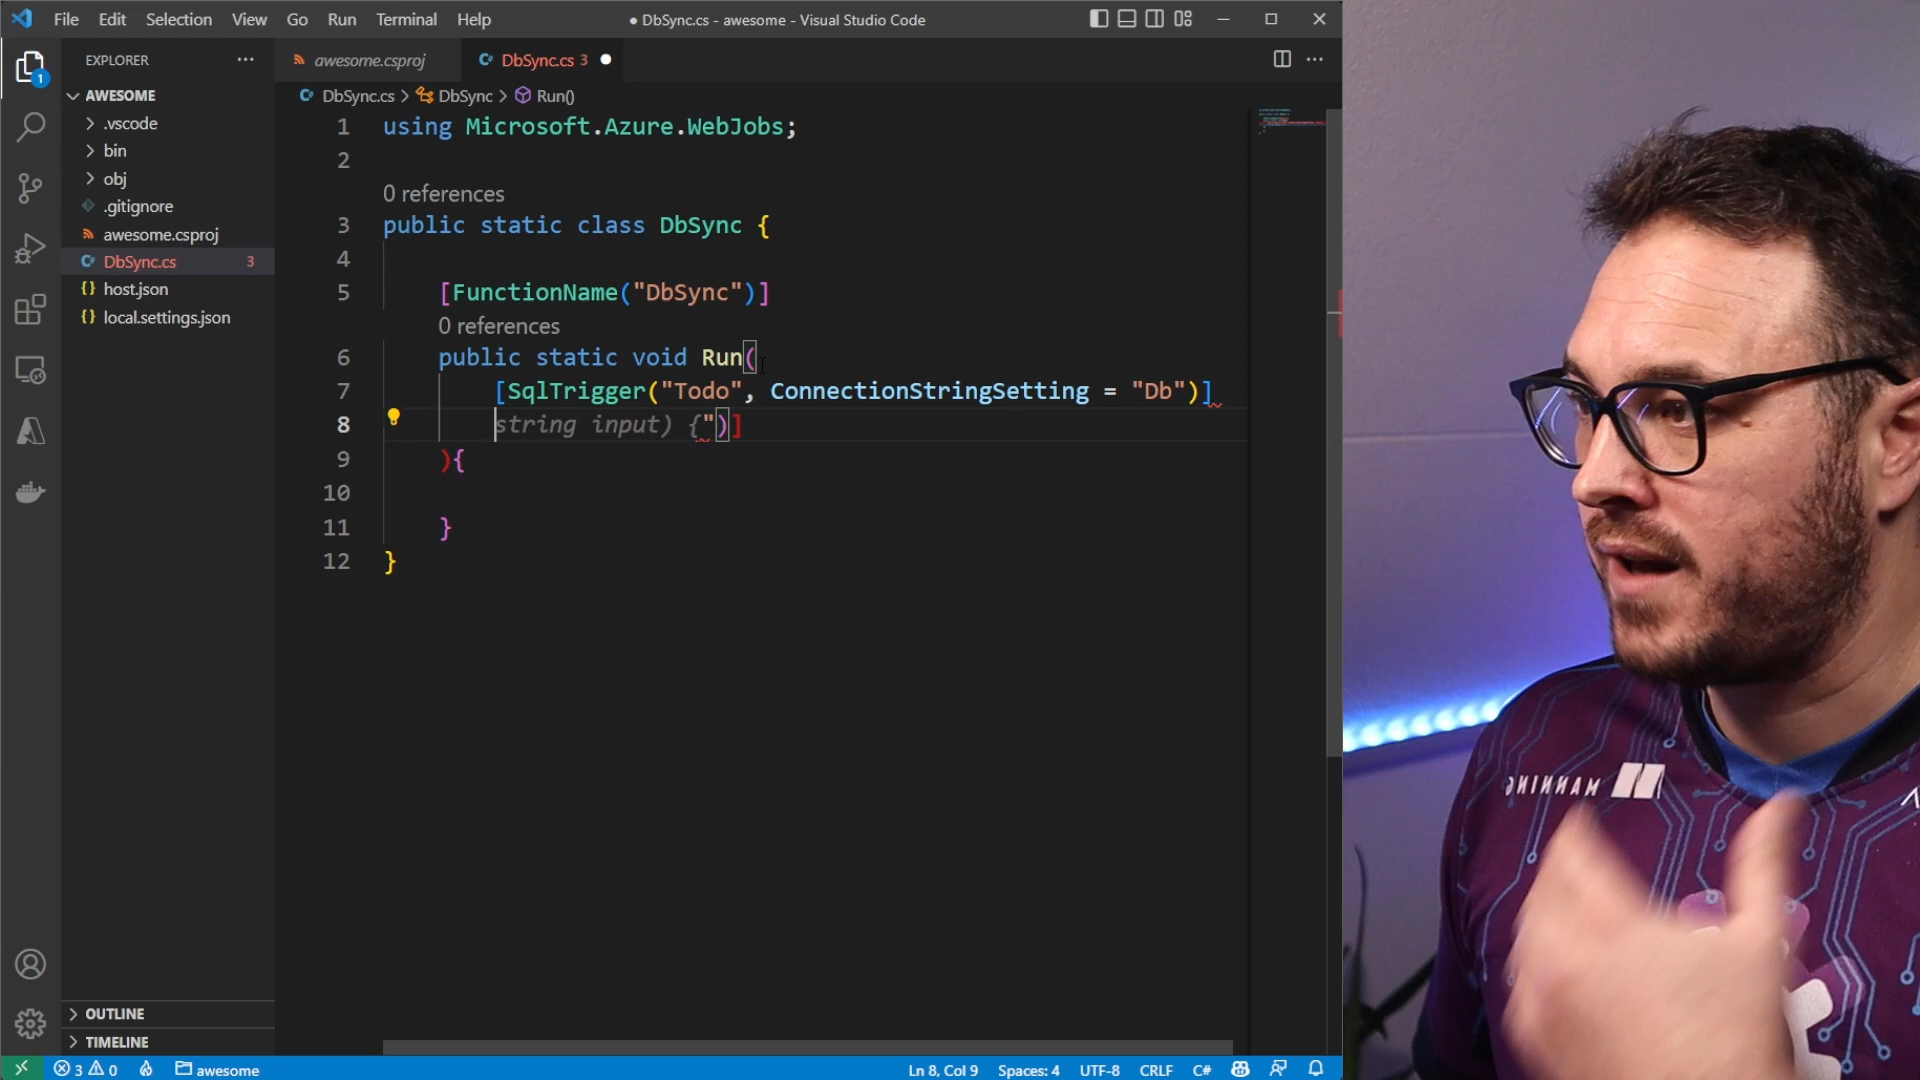 File Edit Selection View Go Run Terminal Help
● DbSync.cs - awesome - Visual Studio Code
EXPLORER
awesome.csproj
DbSync.cs 3
AWESOME
.vscode
bin
obj
.gitignore
awesome.csproj
DbSync.cs 3
host.json
local.settings.json
OUTLINE
TIMELINE
1
DbSync.cs > DbSync > Run()
1 using Microsoft.Azure.WebJobs;
2
0 references
3 public static class DbSync {
4
5 [FunctionName("DbSync")]
0 references
6 public static void Run(
7 [SqlTrigger("Todo", ConnectionStringSetting = "Db")]
8 string input) {")]
9 ){
10
11 }
12 }
MANNING
3 0 awesome
Ln 8, Col 9 Spaces: 4 UTF-8 CRLF C#